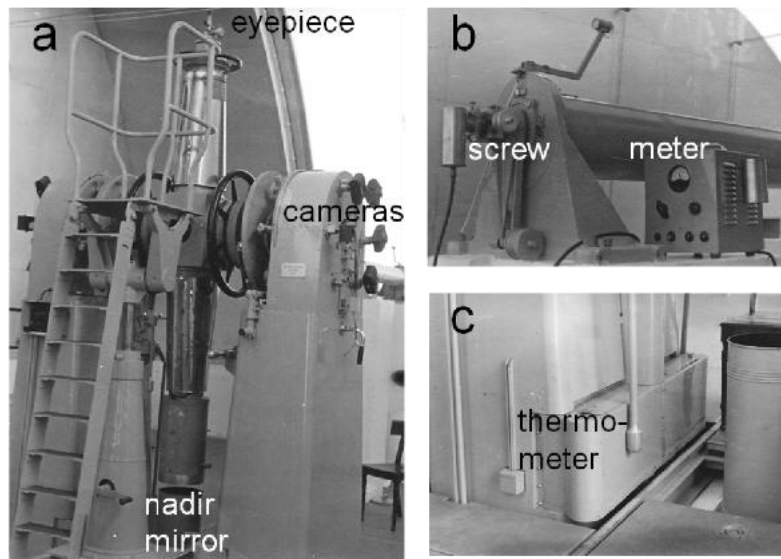 a
eyepiece
cameras
nadir
mirror
b
screw
meter
c
thermo-
meter